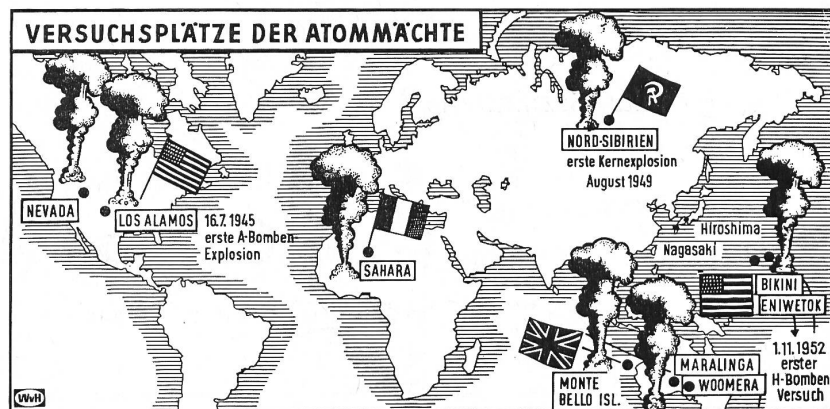 VERSUCHSPLÄTZE DER ATOMMÄCHTE
NEVADA
LOS ALAMOS
16.7.1945
erste A-Bomben-
Explosion
SAHARA
NORD-SIBIRIEN
erste Kernexplosion
August 1949
Hiroshima
Nagasaki
BIKINI
ENIWETOK
1.11.1952
erster
H-Bomben
Versuch
MONTE
BELLO ISL.
MARALINGA
WOOMERA
WvH